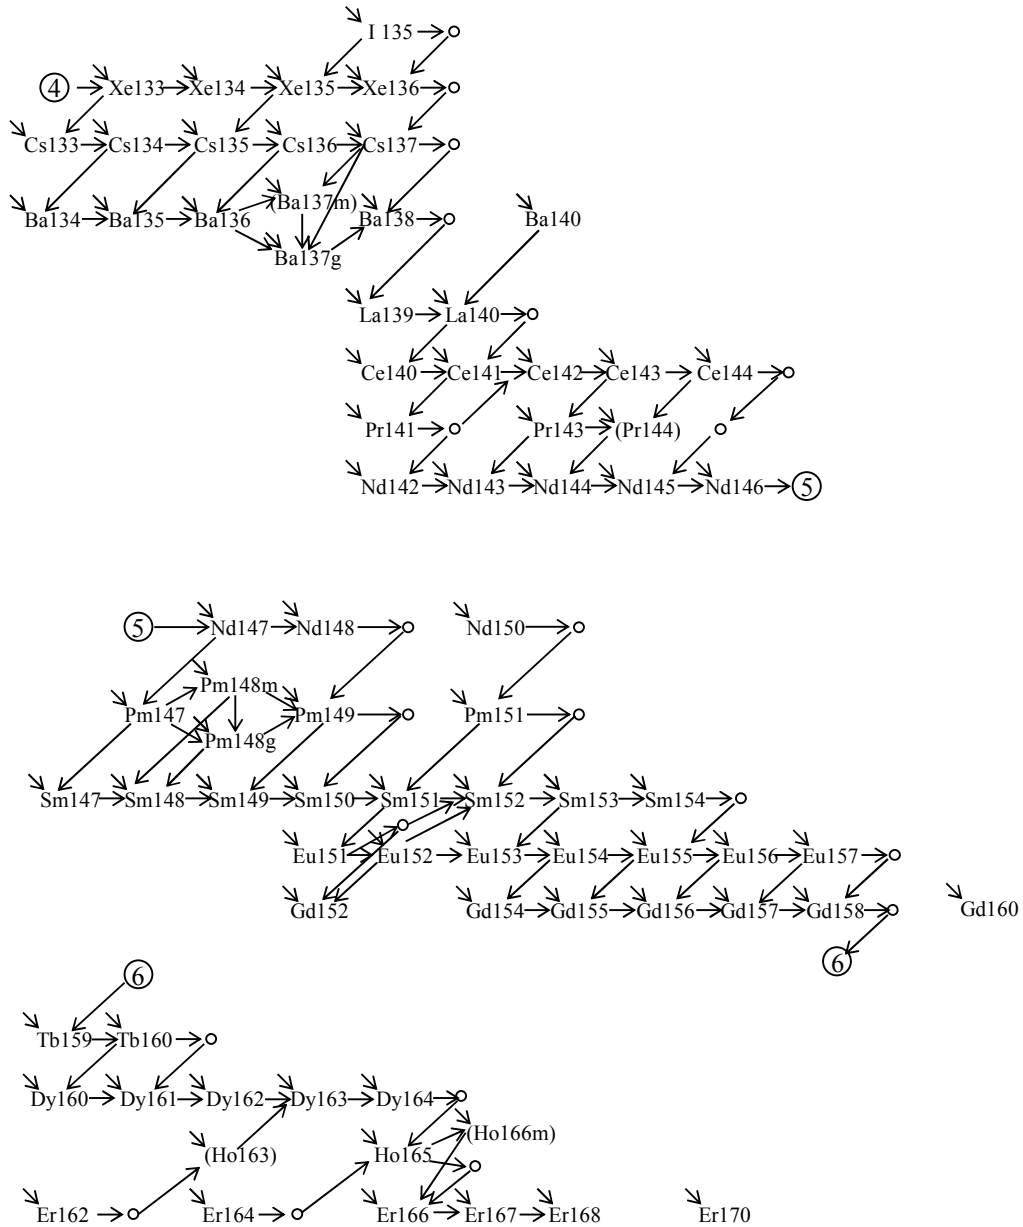 I 135
④ Xe133 Xe134 Xe135 Xe136
Cs133 Cs134 Cs135 Cs136 Cs137
(Ba137m)
Ba134 Ba135 Ba136 Ba138 Ba140
Ba137g
La139 La140
Ce140 Ce141 Ce142 Ce143 Ce144
Pr141 Pr143 (Pr144)
Nd142 Nd143 Nd144 Nd145 Nd146 ⑤
⑤ Nd147 Nd148 Nd150
Pm148m
Pm147 Pm149 Pm151
Pm148g
Sm147 Sm148 Sm149 Sm150 Sm151 Sm152 Sm153 Sm154
Eu151 Eu152 Eu153 Eu154 Eu155 Eu156 Eu157
Gd152 Gd154 Gd155 Gd156 Gd157 Gd158 Gd160
⑥
⑥
Tb159 Tb160
Dy160 Dy161 Dy162 Dy163 Dy164
(Ho166m)
(Ho163) Ho165
Er162 Er164 Er166 Er167 Er168 Er170